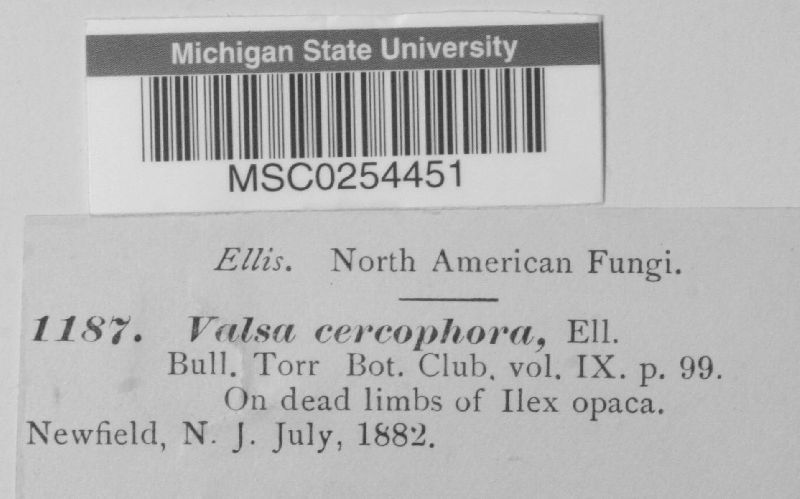 Michigan State University
MSC0254451
Ellis. North American Fungi.
1187. Valsa cercophora, Ell.
Bull. Torr Bot. Club, vol. IX. p. 99.
On dead limbs of Ilex opaca.
Newfield, N. J. July, 1882.